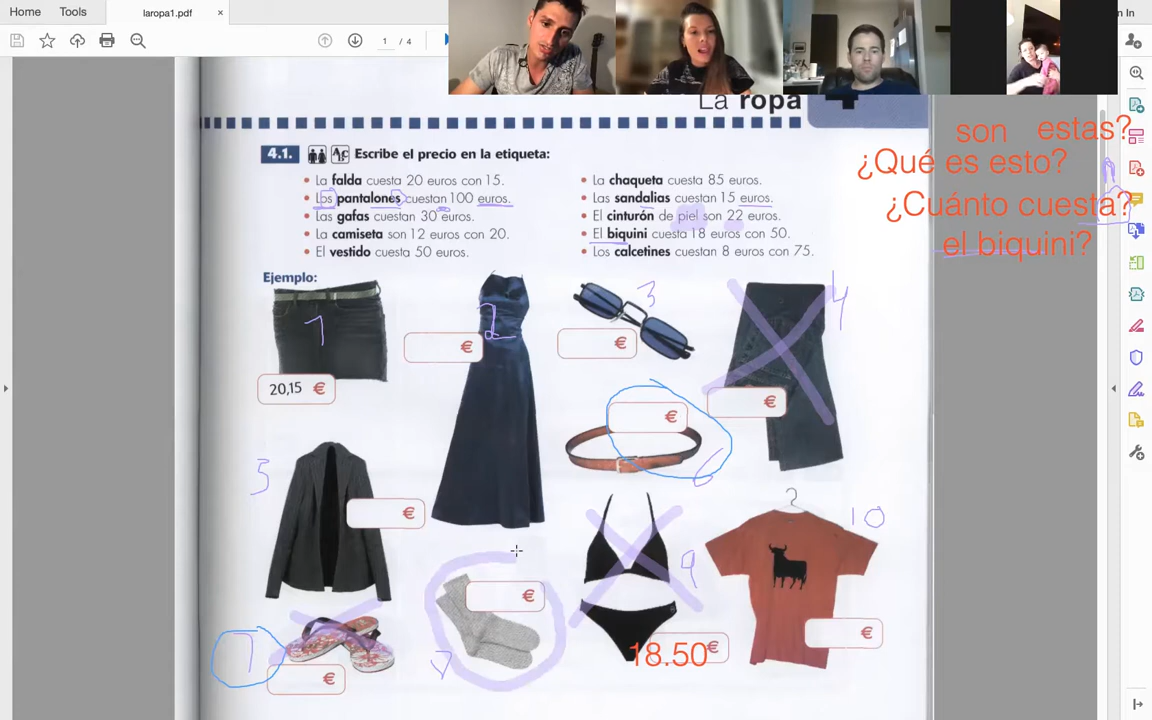 Home Tools laropa1.pdf × n In
1 / 4
La ropa
4.1. Escribe el precio en la etiqueta:
• La falda cuesta 20 euros con 15.
• Los pantalones cuestan 100 euros.
• Las gafas cuestan 30 euros.
• La camiseta son 12 euros con 20.
• El vestido cuesta 50 euros.
• La chaqueta cuesta 85 euros.
• Las sandalias cuestan 15 euros.
• El cinturón de piel son 22 euros.
• El biquini cuesta 18 euros con 50.
• Los calcetines cuestan 8 euros con 75.
son estas?
¿Qué es esto?
n
¿Cuánto cuesta?
el biquini?
Ejemplo:
1
2
3
4
€
€
20,15 €
€
€
6
5
€
10
€
9
7
€
€
18.50 €
€